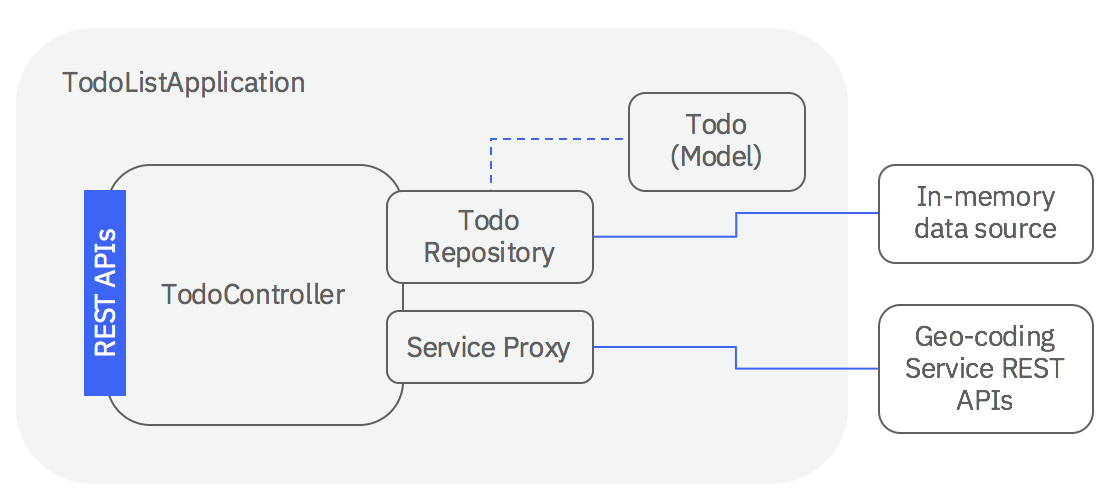 TodoListApplication
Todo
(Model)
REST APIs
TodoController
Todo
Repository
Service Proxy
In-memory
data source
Geo-coding
Service REST
APIs